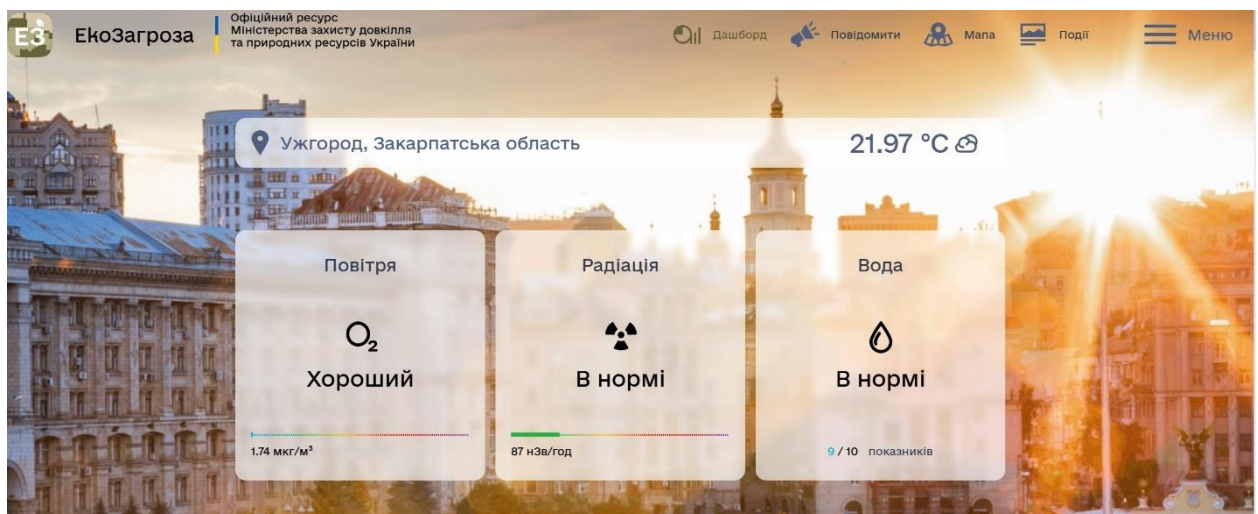 ЕЗ
ЕкоЗагроза
Офіційний ресурс
Міністерства захисту довкілля
та природних ресурсів України
Дашборд
Повідомити
Мапа
Події
Меню
Ужгород, Закарпатська область
21.97 °C
Повітря
Радіація
Вода
O₂
Хороший
В нормі
В нормі
1.74 мкг/м³
87 нЗв/год
9 / 10 показників